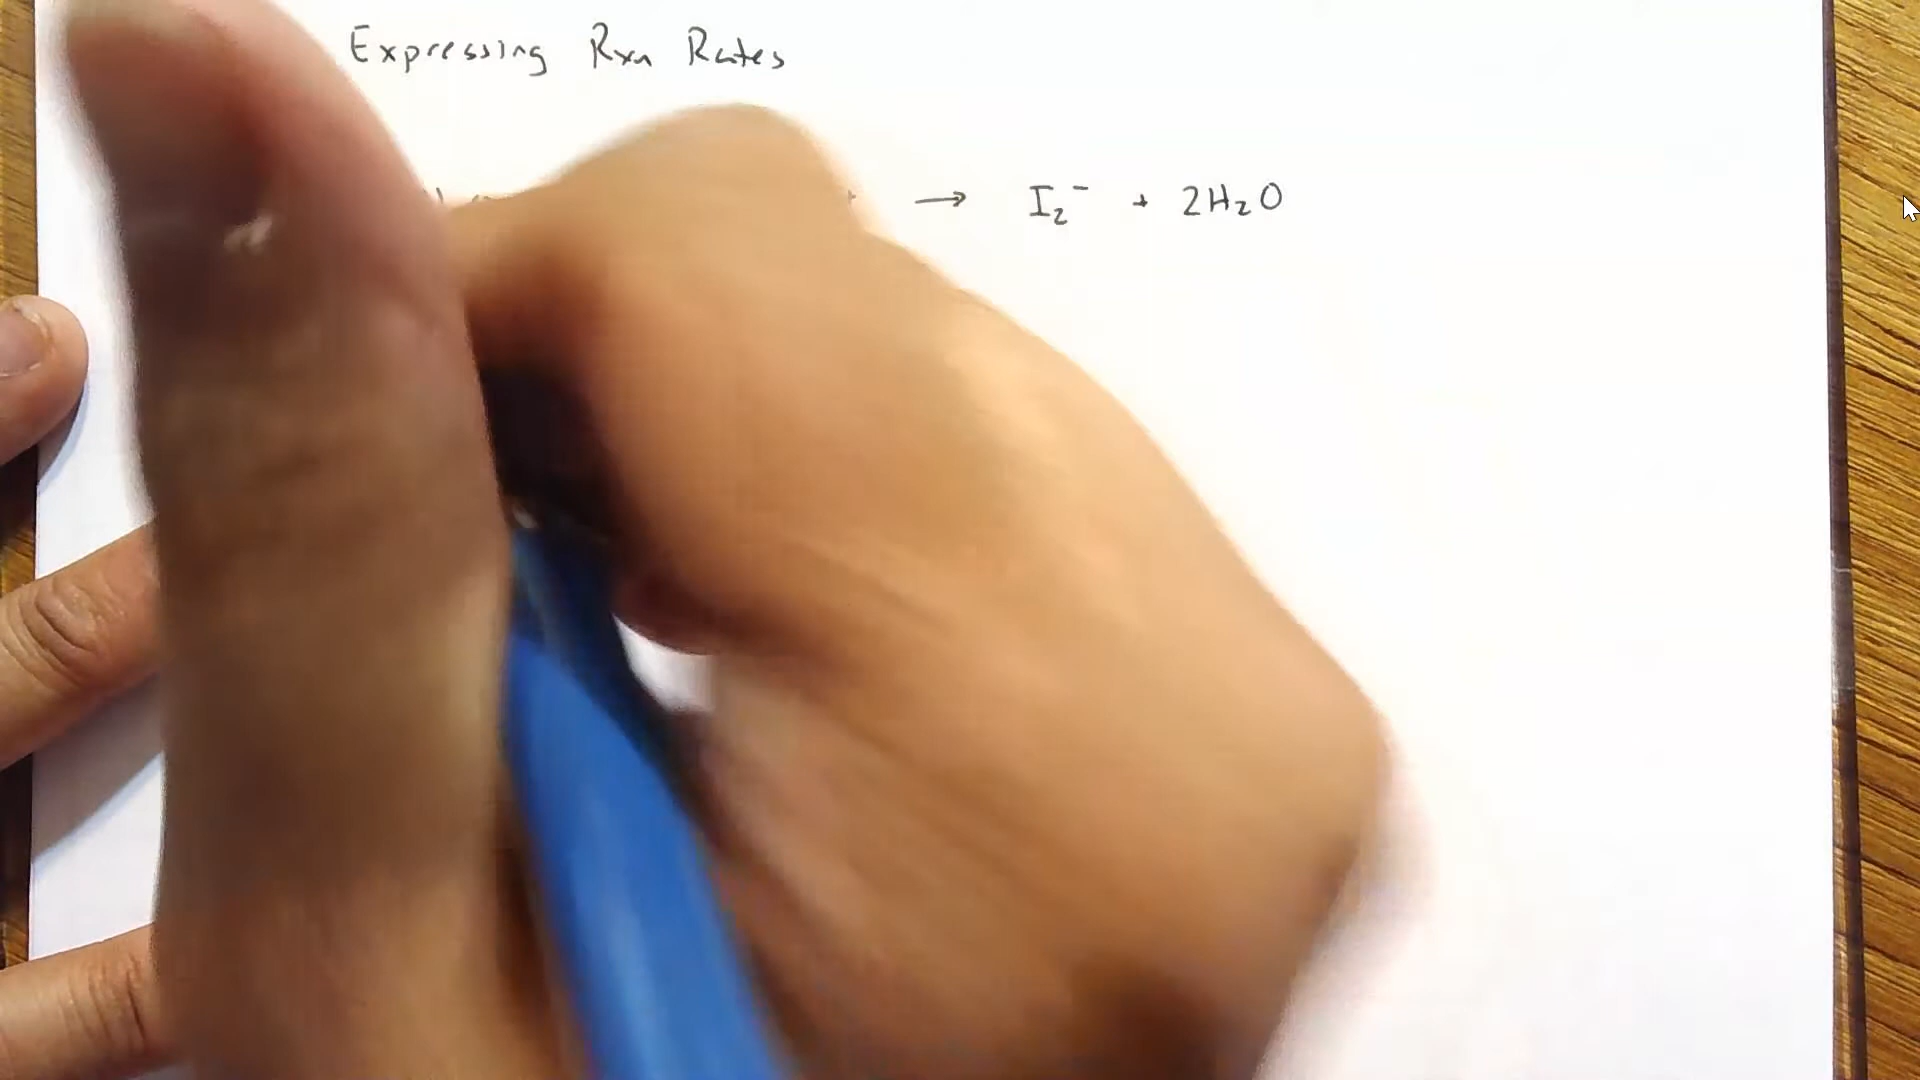 Expressing Rxn Rates
→ I₂⁻ + 2H₂O